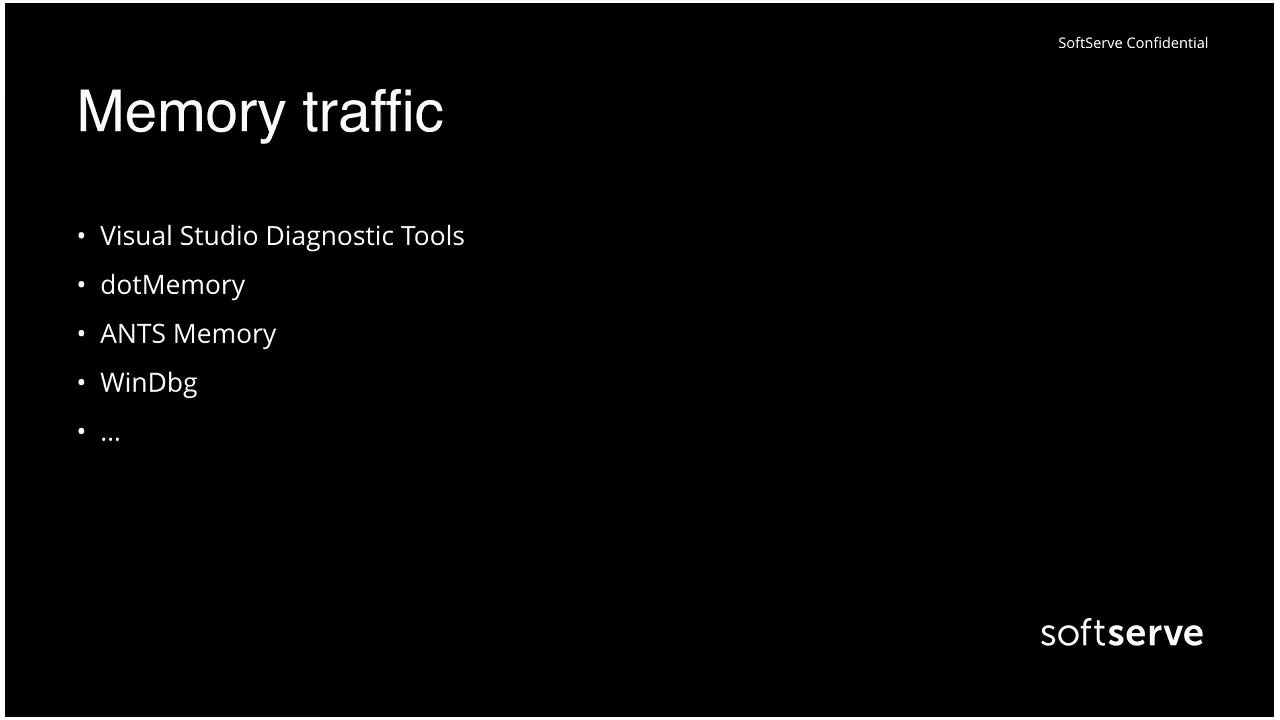 SoftServe Confidential
Memory traffic
• Visual Studio Diagnostic Tools
• dotMemory
• ANTS Memory
• WinDbg
• ...
softserve